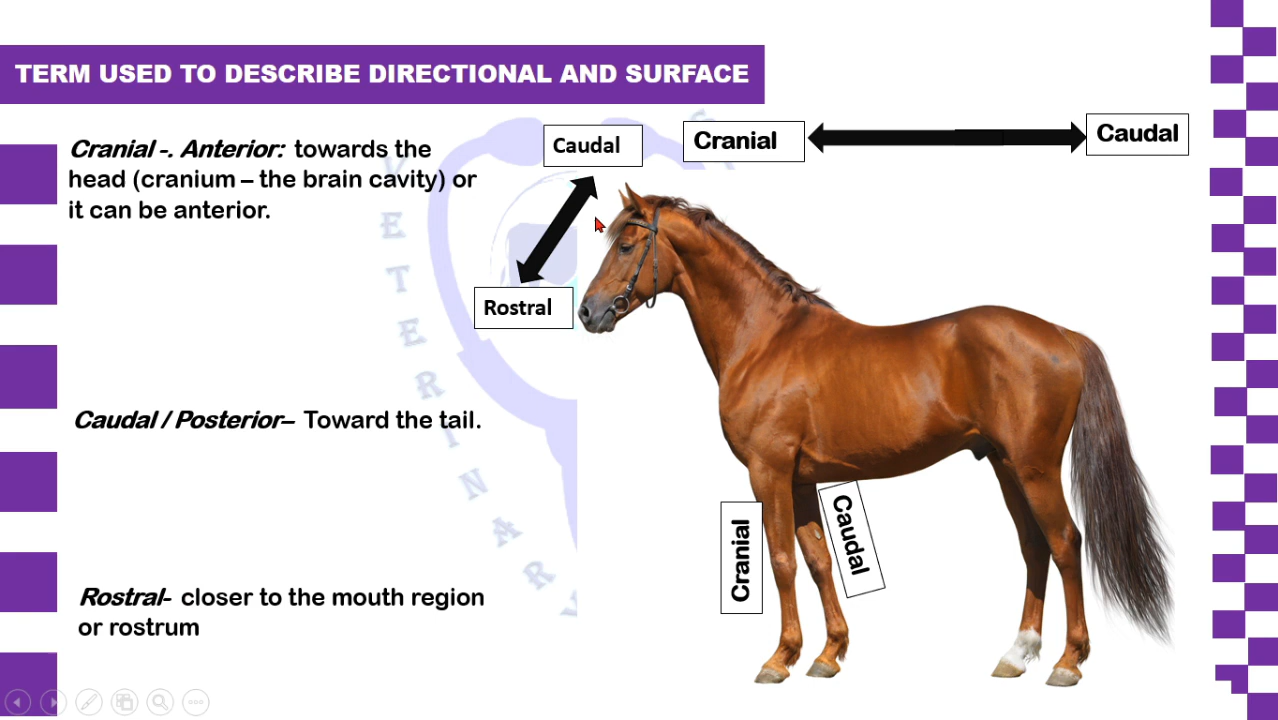 TERM USED TO DESCRIBE DIRECTIONAL AND SURFACE
Cranial -. Anterior: towards the
head (cranium – the brain cavity) or
it can be anterior.
Caudal / Posterior– Toward the tail.
Rostral- closer to the mouth region
or rostrum
Caudal
Rostral
Cranial
Caudal
Cranial
Caudal
VETERINARY